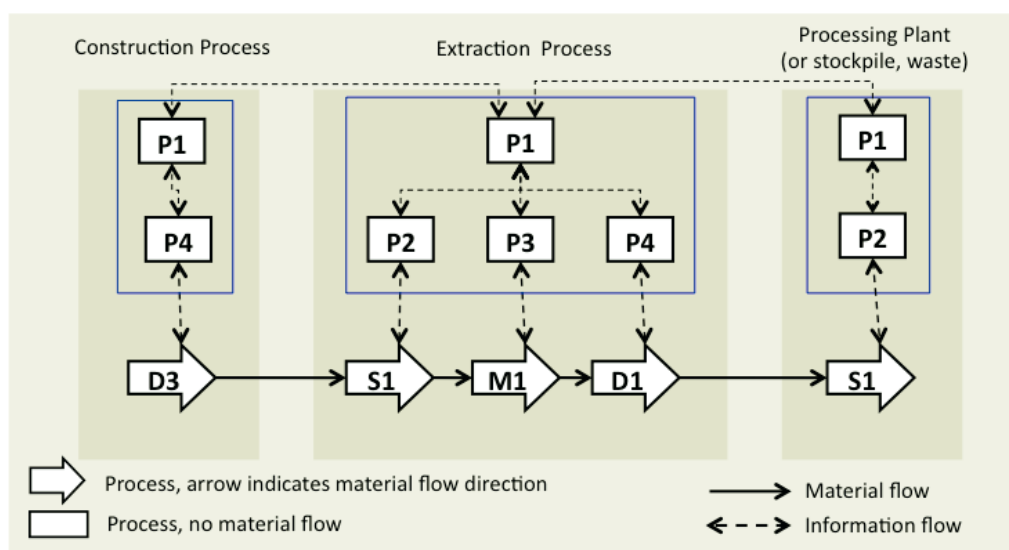 Construction Process
Extraction Process
Processing Plant
(or stockpile, waste)
P1
P1
P1
P4
P2
P3
P4
P2
D3
S1
M1
D1
S1
Process, arrow indicates material flow direction
Process, no material flow
Material flow
Information flow